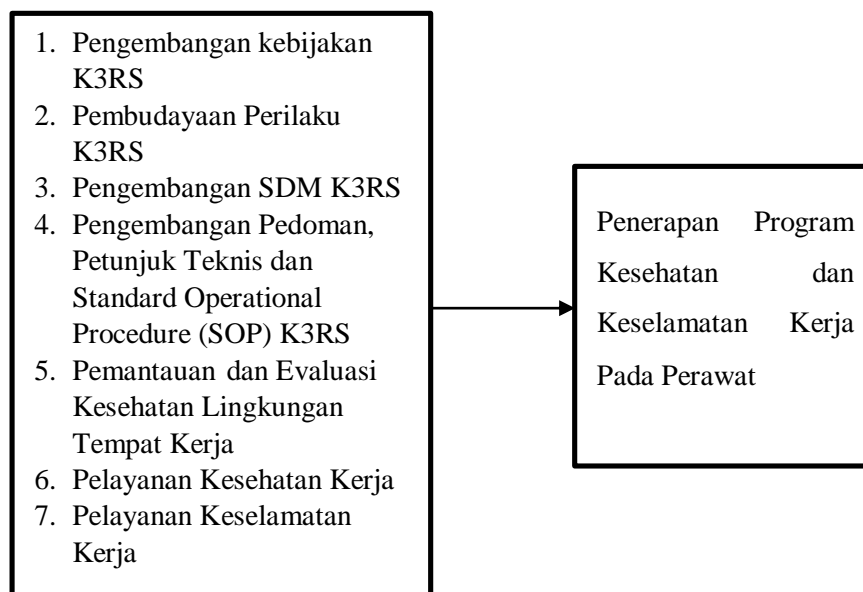 1. Pengembangan kebijakan
K3RS
2. Pembudayaan Perilaku
K3RS
3. Pengembangan SDM K3RS
4. Pengembangan Pedoman,
Petunjuk Teknis dan
Standard Operational
Procedure (SOP) K3RS
5. Pemantauan dan Evaluasi
Kesehatan Lingkungan
Tempat Kerja
6. Pelayanan Kesehatan Kerja
7. Pelayanan Keselamatan
Kerja
Penerapan Program
Kesehatan dan
Keselamatan Kerja
Pada Perawat